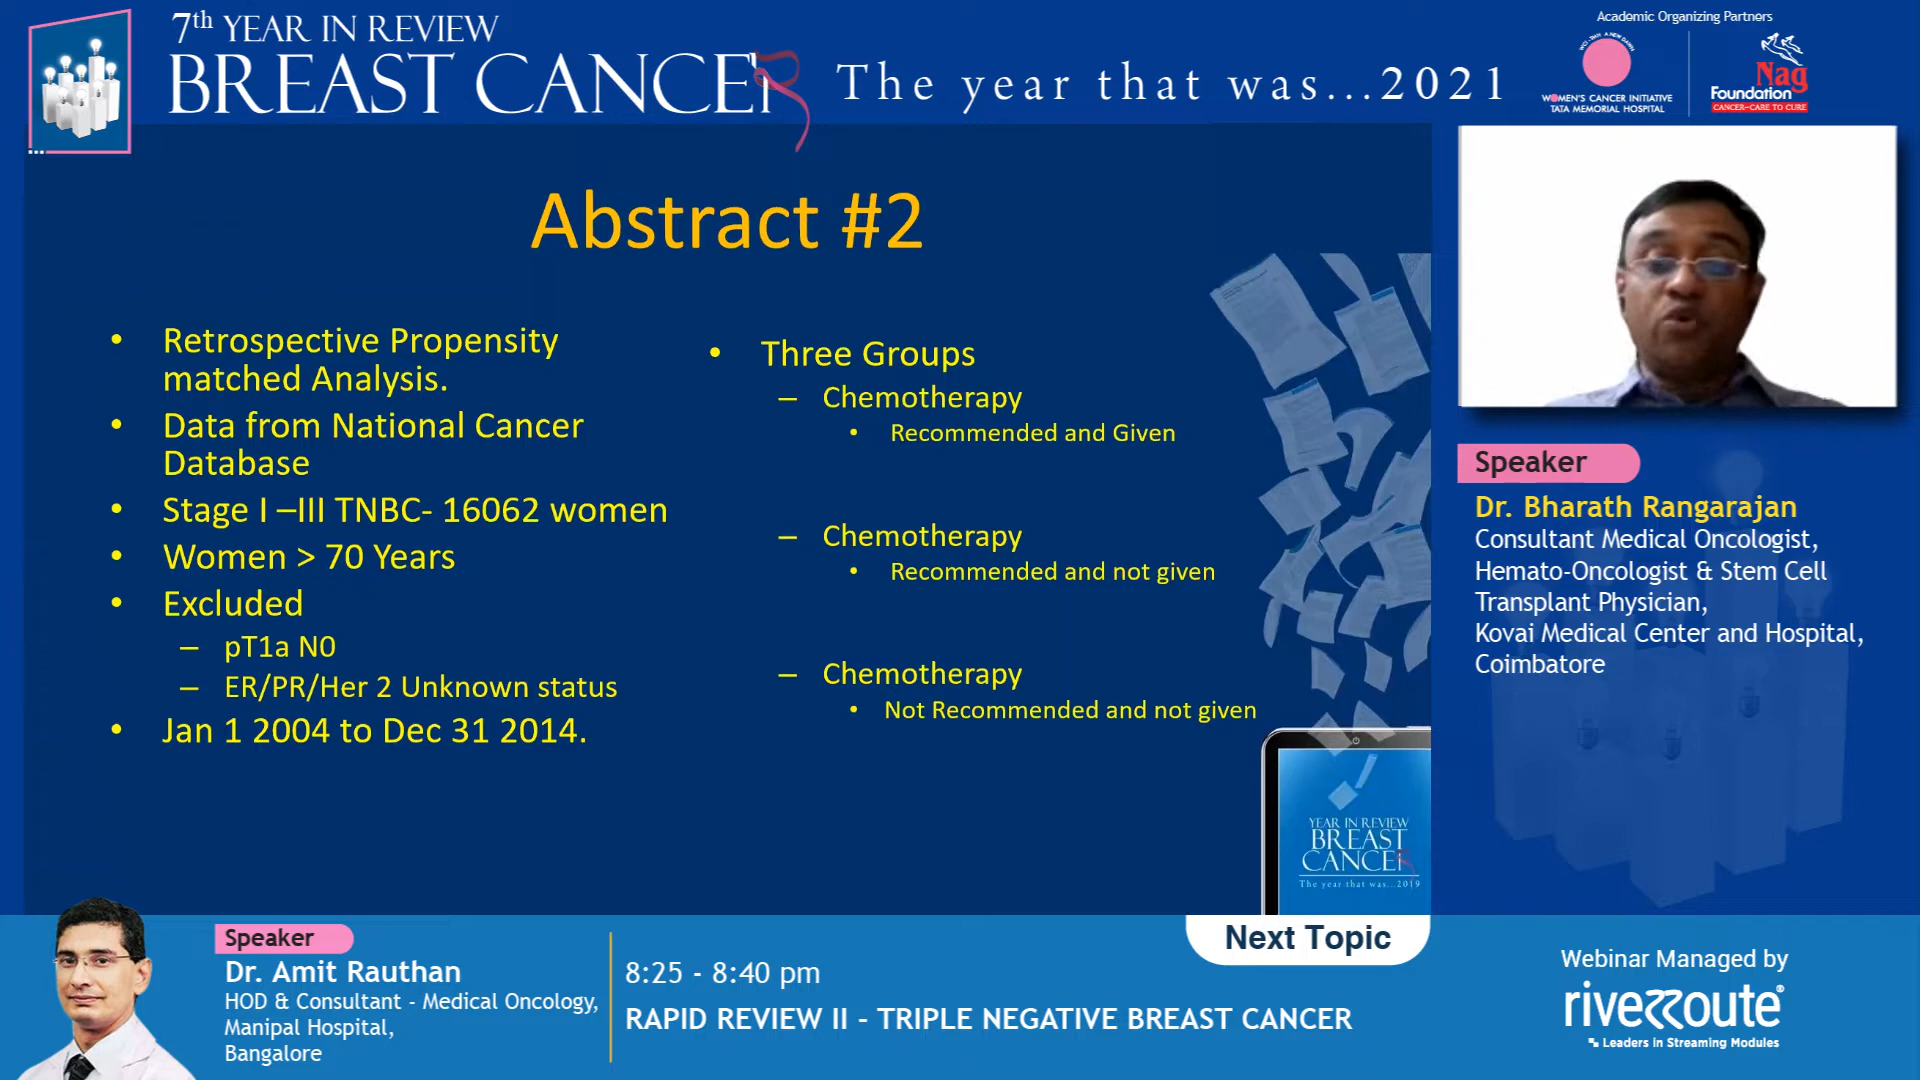 7th YEAR IN REVIEW
BREAST CANCER
The year that was...2021
Academic Organizing Partners
WOMEN'S CANCER INITIATIVE
TATA MEMORIAL HOSPITAL
Nag
Foundation
CANCER-CARE TO CURE
Abstract #2
• Retrospective Propensity
matched Analysis.
• Data from National Cancer
Database
• Stage I –III TNBC- 16062 women
• Women > 70 Years
• Excluded
– pT1a N0
– ER/PR/Her 2 Unknown status
• Jan 1 2004 to Dec 31 2014.
• Three Groups
– Chemotherapy
• Recommended and Given
– Chemotherapy
• Recommended and not given
– Chemotherapy
• Not Recommended and not given
YEAR IN REVIEW
BREAST
CANCER
The year that was...2019
Speaker
Dr. Bharath Rangarajan
Consultant Medical Oncologist,
Hemato-Oncologist & Stem Cell
Transplant Physician,
Kovai Medical Center and Hospital,
Coimbatore
Speaker
Dr. Amit Rauthan
HOD & Consultant - Medical Oncology,
Manipal Hospital,
Bangalore
Next Topic
8:25 - 8:40 pm
RAPID REVIEW II - TRIPLE NEGATIVE BREAST CANCER
Webinar Managed by
riverroute
Leaders in Streaming Modules